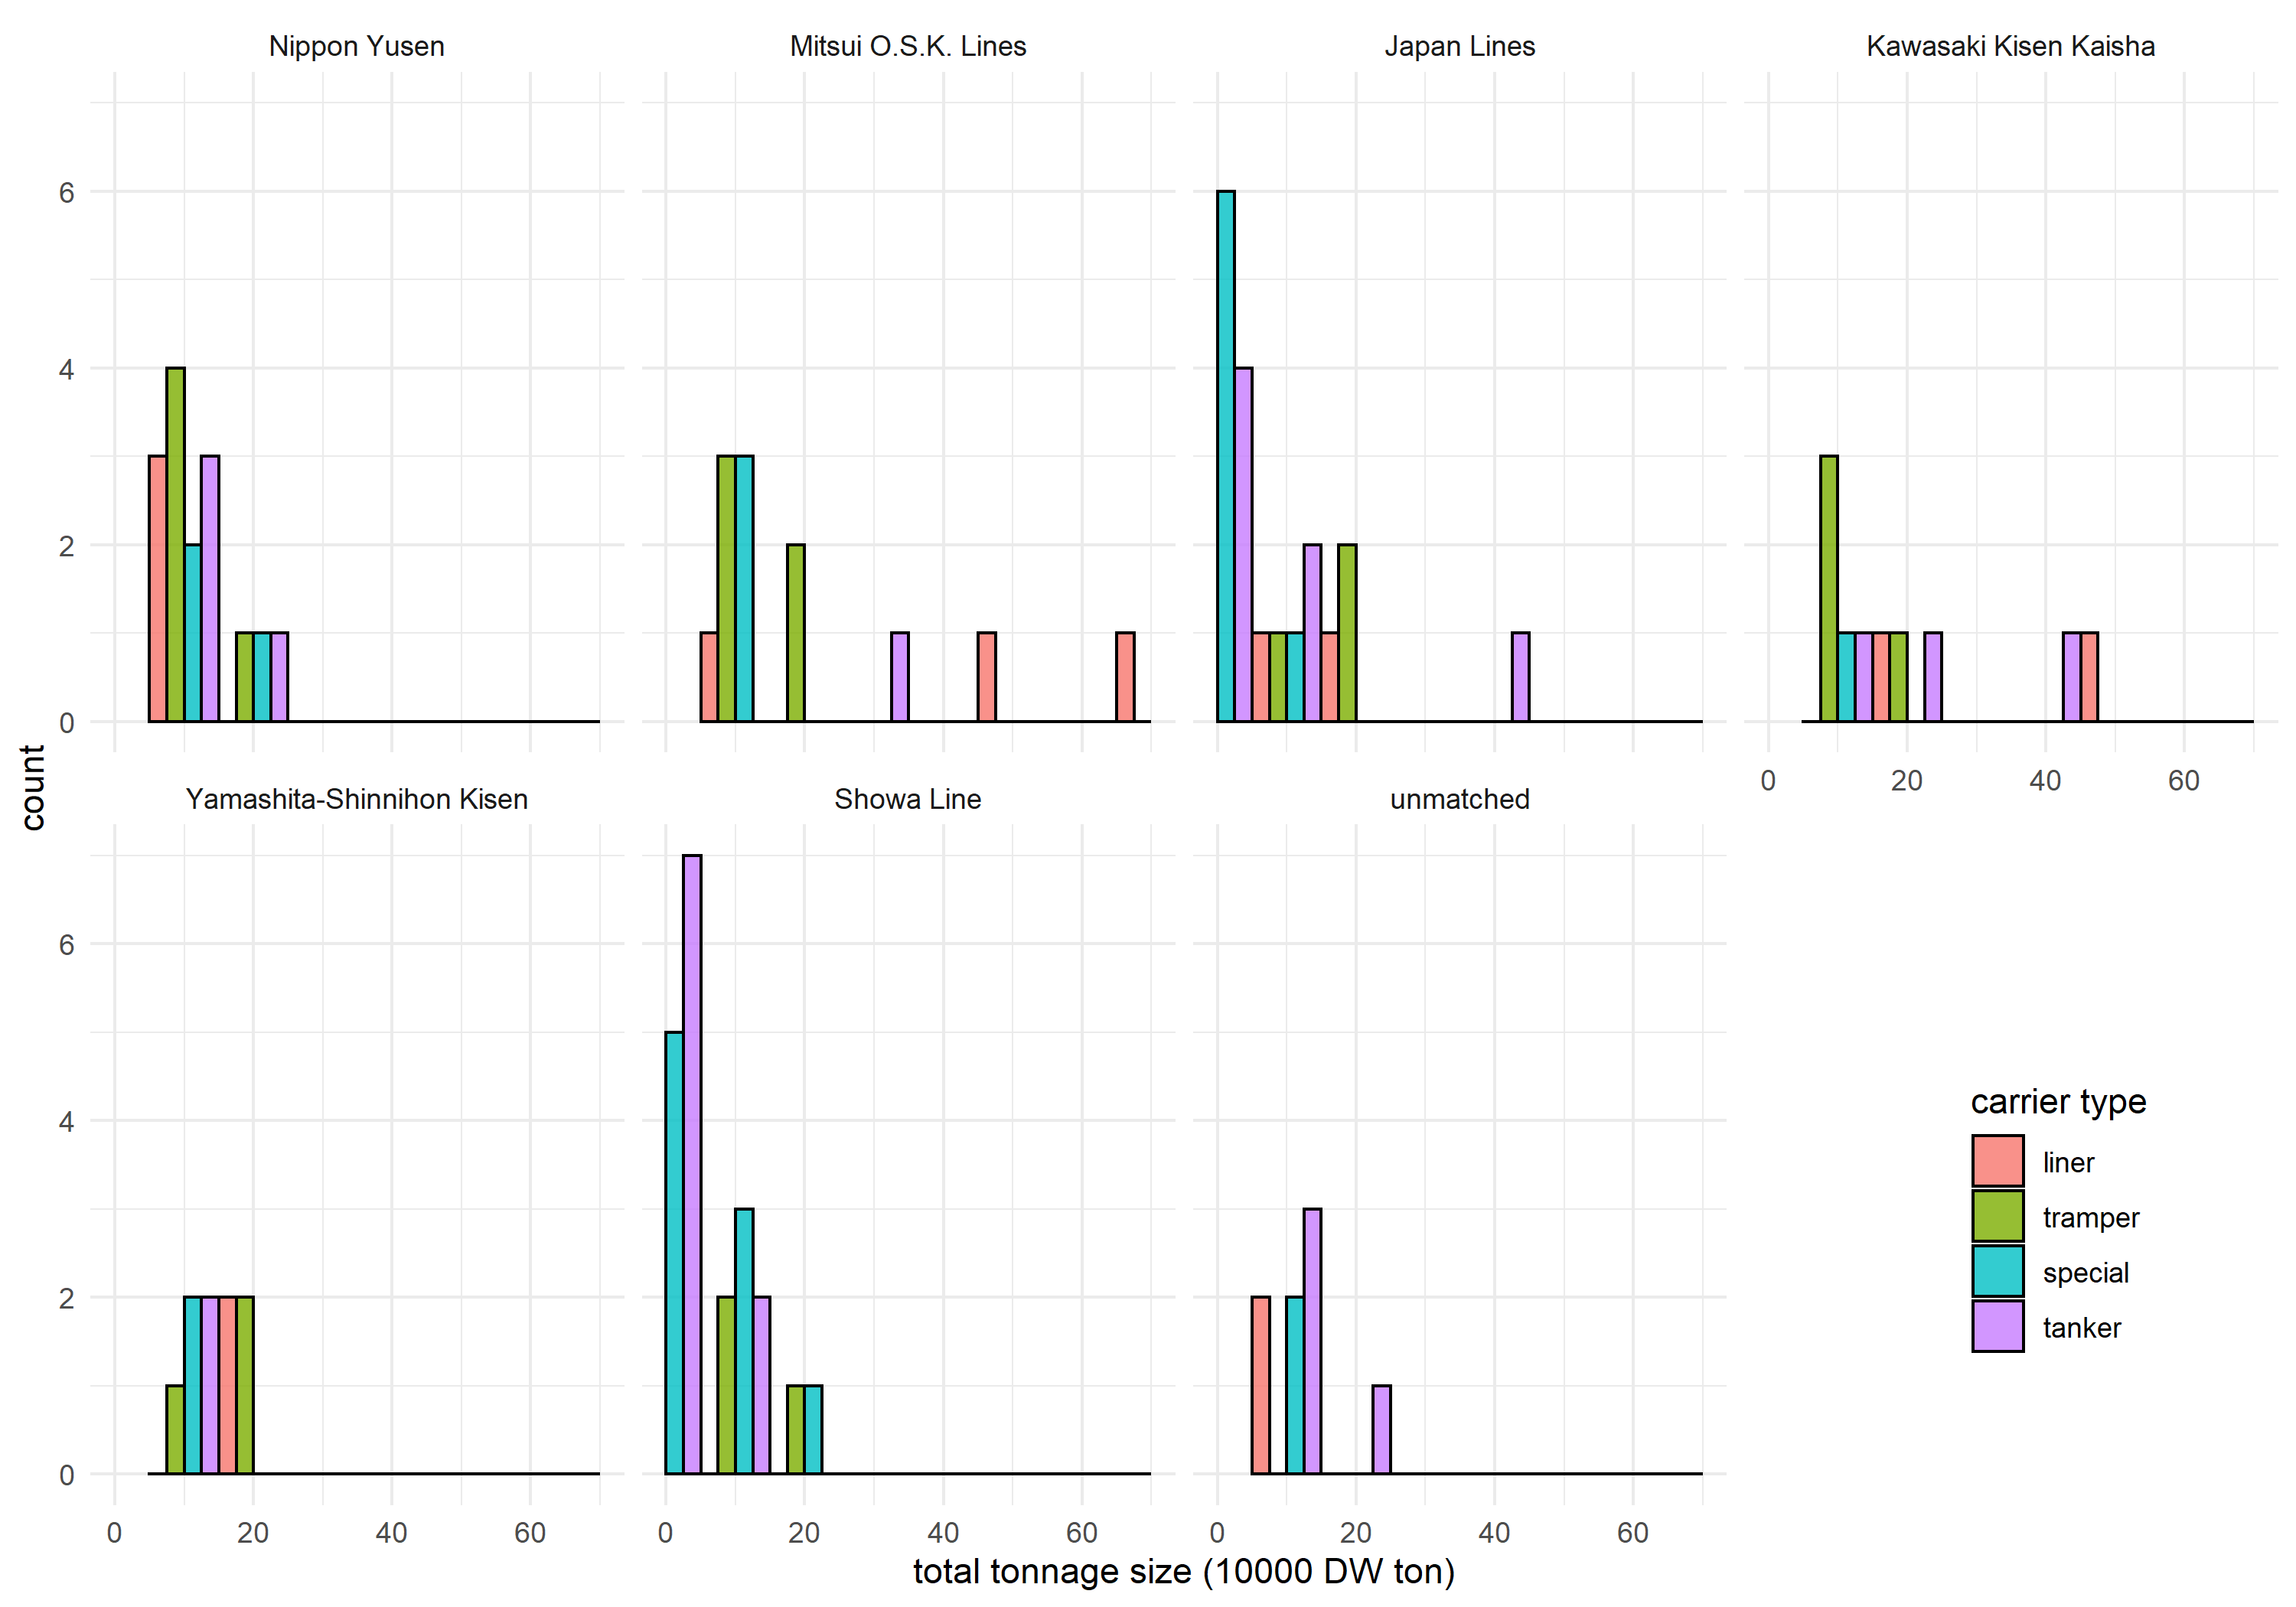 Nippon Yusen
Mitsui O.S.K. Lines
Japan Lines
Kawasaki Kisen Kaisha
6
4
2
0
0 20 40 60
count
Yamashita-Shinnihon Kisen
Showa Line
unmatched
6
4
2
0
0 20 40 60
0 20 40 60
0 20 40 60
total tonnage size (10000 DW ton)
carrier type
liner
tramper
special
tanker